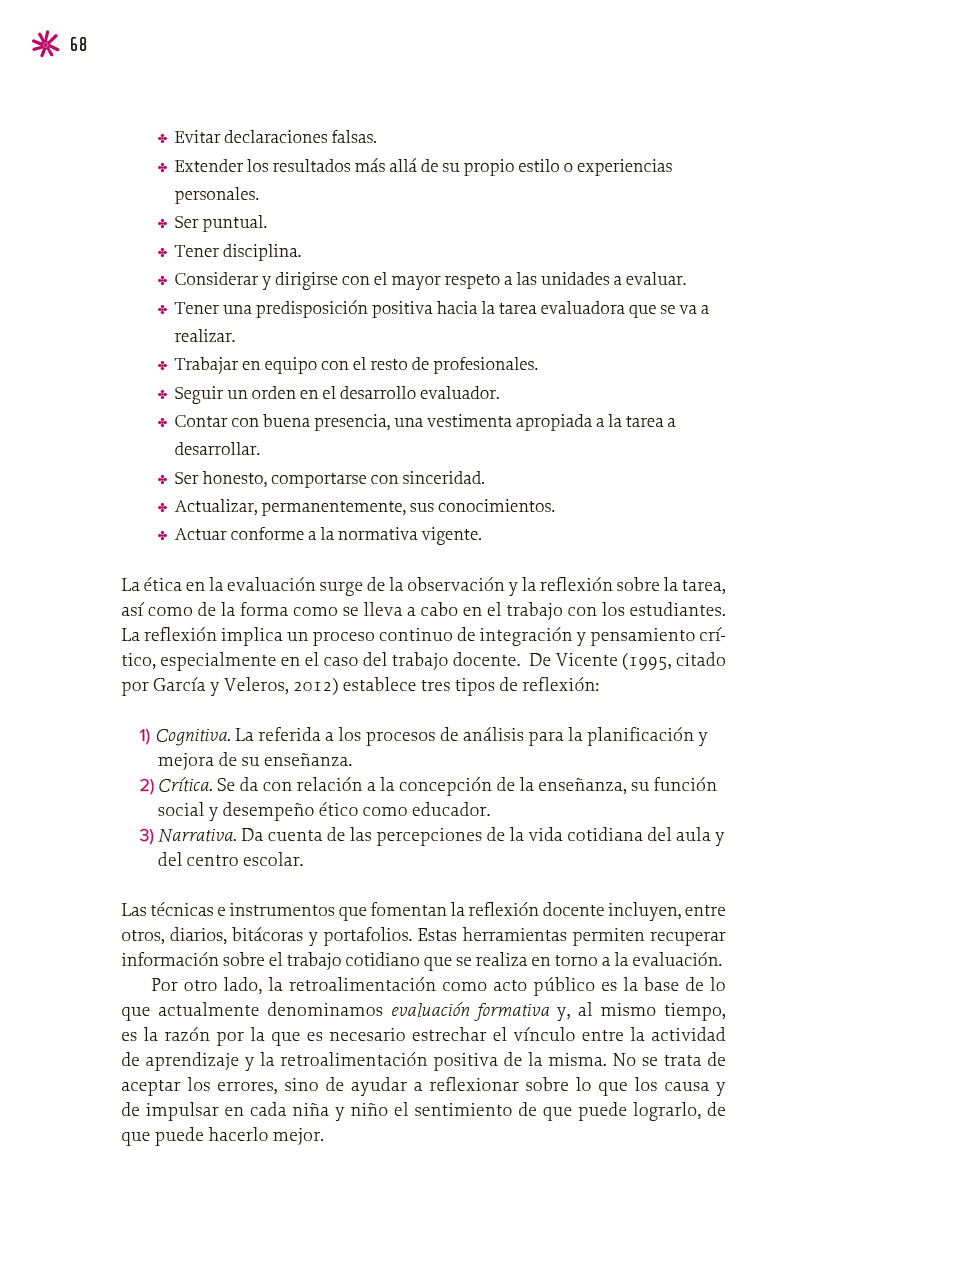 68
✤ Evitar declaraciones falsas.
✤ Extender los resultados más allá de su propio estilo o experiencias
personales.
✤ Ser puntual.
✤ Tener disciplina.
✤ Considerar y dirigirse con el mayor respeto a las unidades a evaluar.
✤ Tener una predisposición positiva hacia la tarea evaluadora que se va a
realizar.
✤ Trabajar en equipo con el resto de profesionales.
✤ Seguir un orden en el desarrollo evaluador.
✤ Contar con buena presencia, una vestimenta apropiada a la tarea a
desarrollar.
✤ Ser honesto, comportarse con sinceridad.
✤ Actualizar, permanentemente, sus conocimientos.
✤ Actuar conforme a la normativa vigente.
La ética en la evaluación surge de la observación y la reflexión sobre la tarea,
así como de la forma como se lleva a cabo en el trabajo con los estudiantes.
La reflexión implica un proceso continuo de integración y pensamiento crí-
tico, especialmente en el caso del trabajo docente. De Vicente (1995, citado
por García y Veleros, 2012) establece tres tipos de reflexión:
1) Cognitiva. La referida a los procesos de análisis para la planificación y
mejora de su enseñanza.
2) Crítica. Se da con relación a la concepción de la enseñanza, su función
social y desempeño ético como educador.
3) Narrativa. Da cuenta de las percepciones de la vida cotidiana del aula y
del centro escolar.
Las técnicas e instrumentos que fomentan la reflexión docente incluyen, entre
otros, diarios, bitácoras y portafolios. Estas herramientas permiten recuperar
información sobre el trabajo cotidiano que se realiza en torno a la evaluación.
Por otro lado, la retroalimentación como acto público es la base de lo
que actualmente denominamos evaluación formativa y, al mismo tiempo,
es la razón por la que es necesario estrechar el vínculo entre la actividad
de aprendizaje y la retroalimentación positiva de la misma. No se trata de
aceptar los errores, sino de ayudar a reflexionar sobre lo que los causa y
de impulsar en cada niña y niño el sentimiento de que puede lograrlo, de
que puede hacerlo mejor.